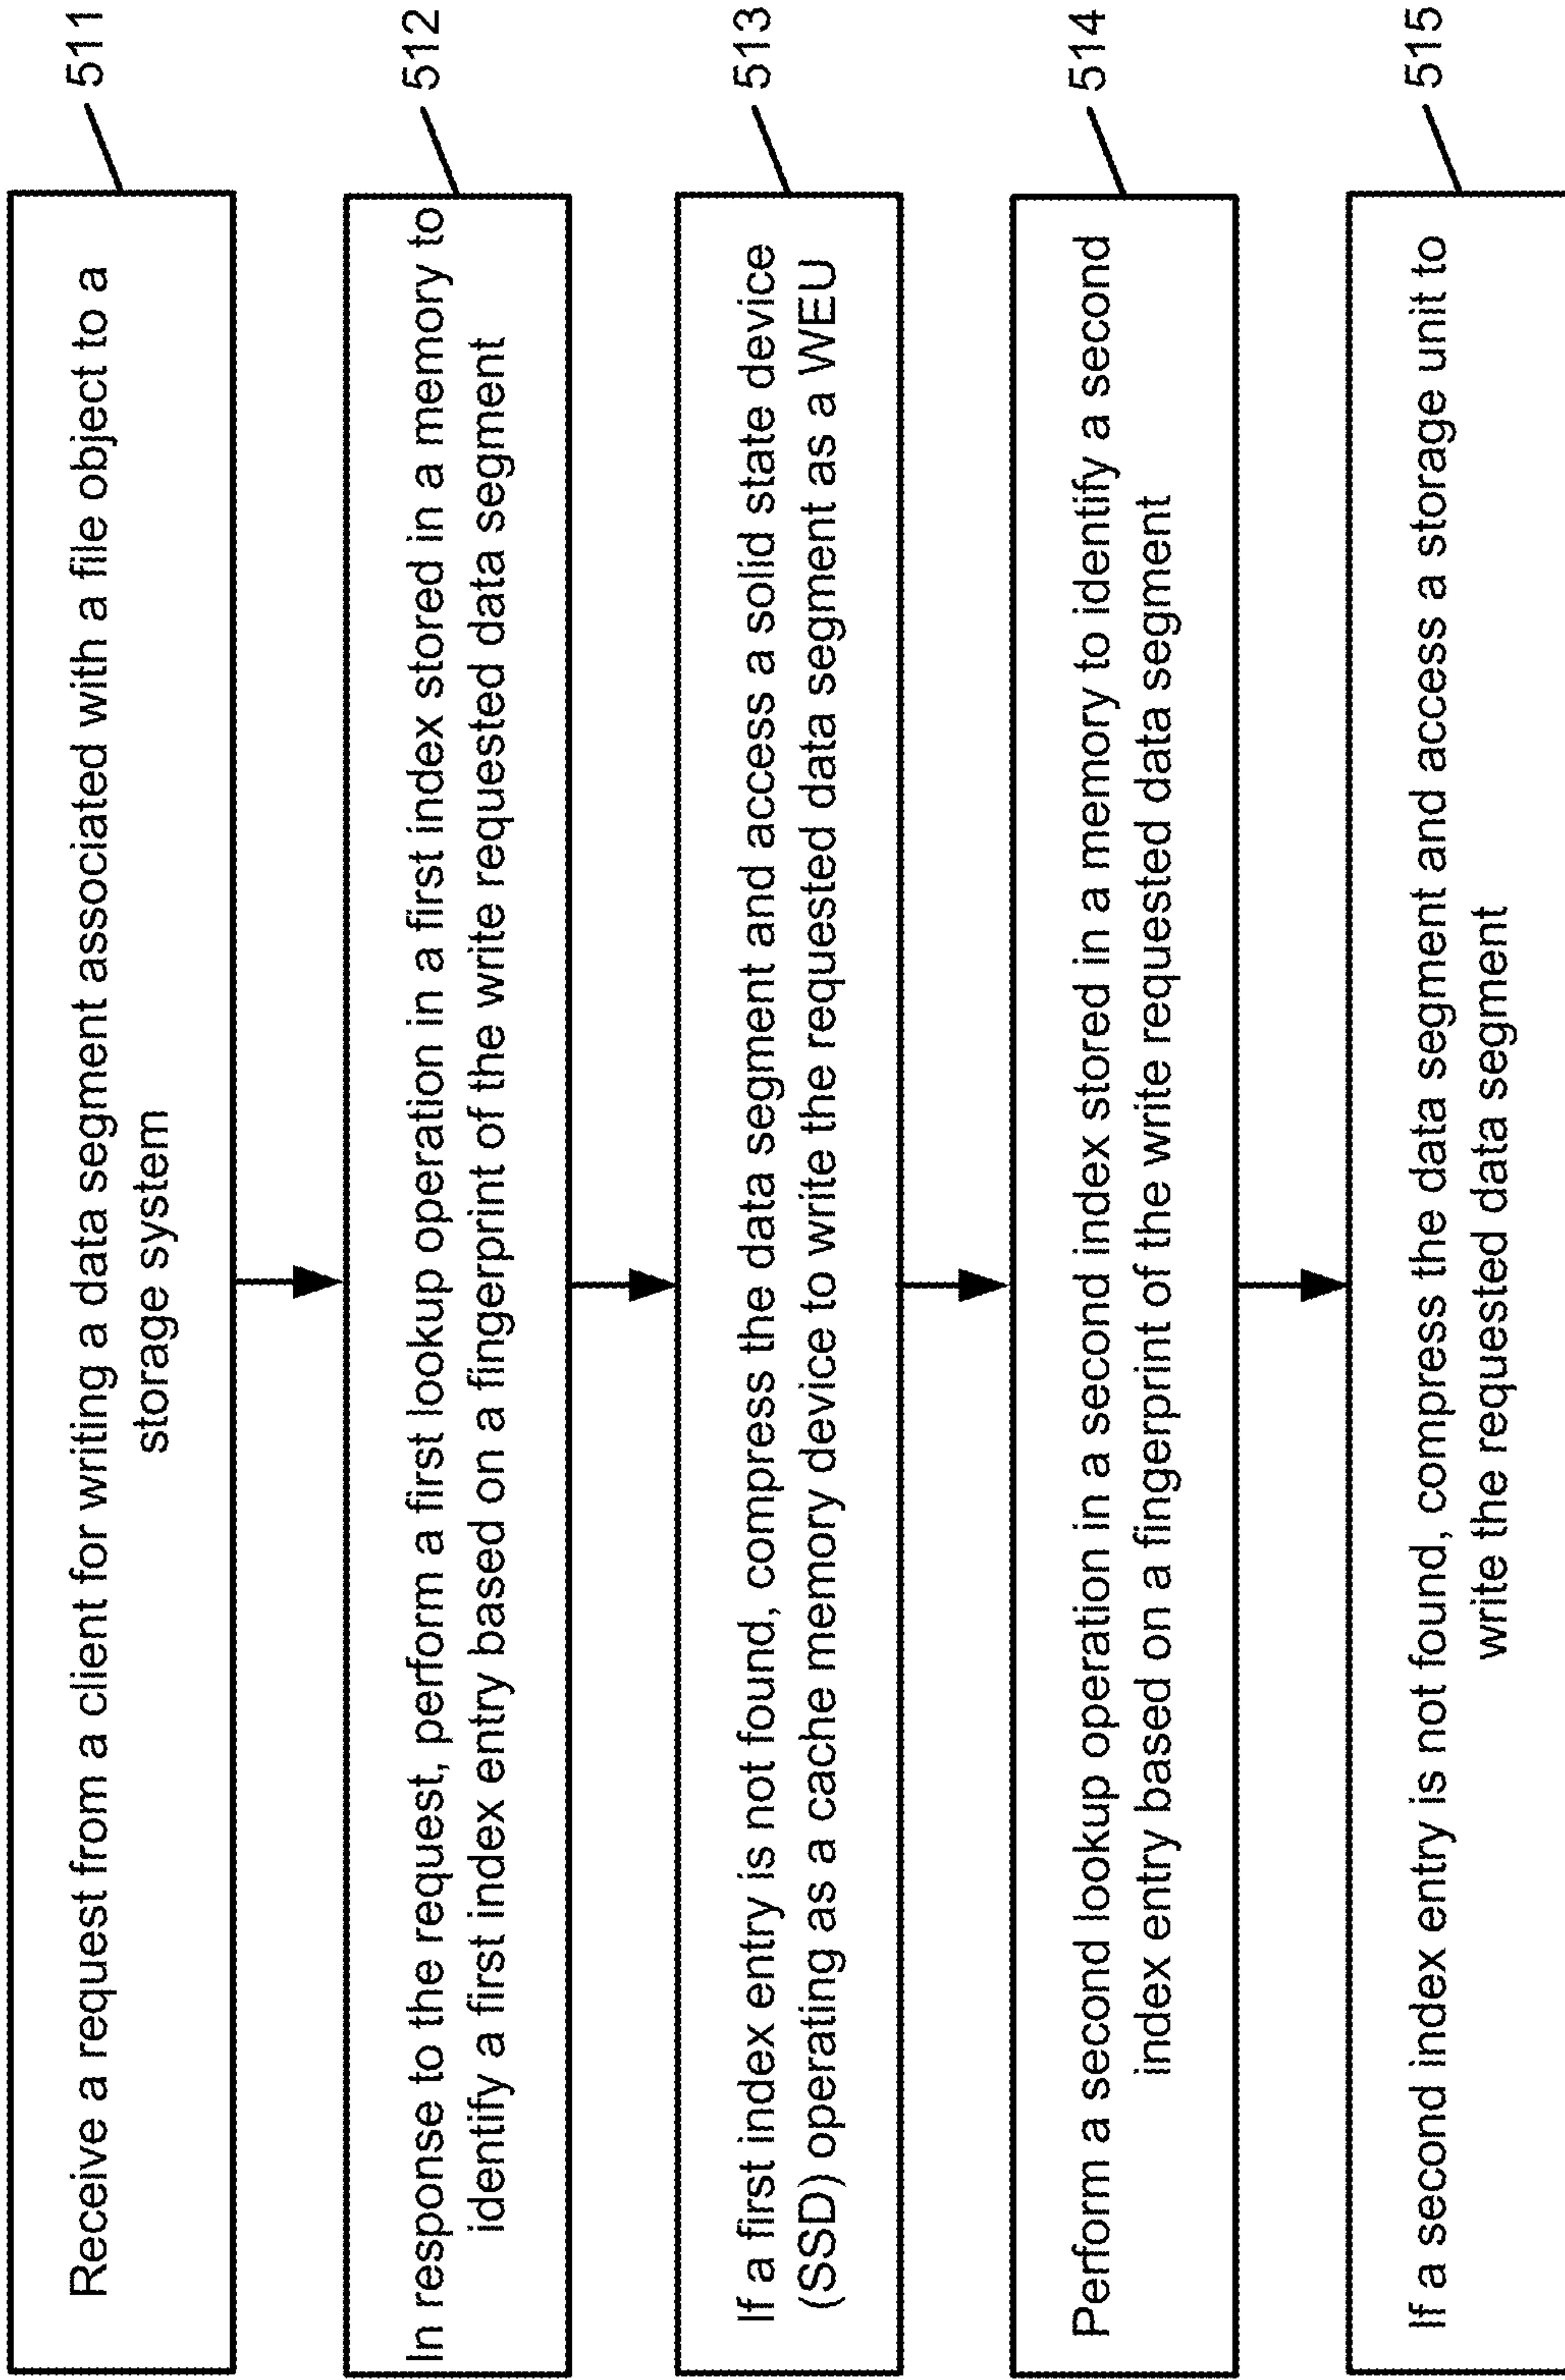 Receive a request from a client for writing a data segment associated with a file object to a
storage system
511
In response to the request, perform a first lookup operation in a first index stored in a memory to
identify a first index entry based on a fingerprint of the write requested data segment
512
If a first index entry is not found, compress the data segment and access a solid state device
(SSD) operating as a cache memory device to write the requested data segment as a WEU
513
Perform a second lookup operation in a second index stored in a memory to identify a second
index entry based on a fingerprint of the write requested data segment
514
If a second index entry is not found, compress the data segment and access a storage unit to
write the requested data segment
515